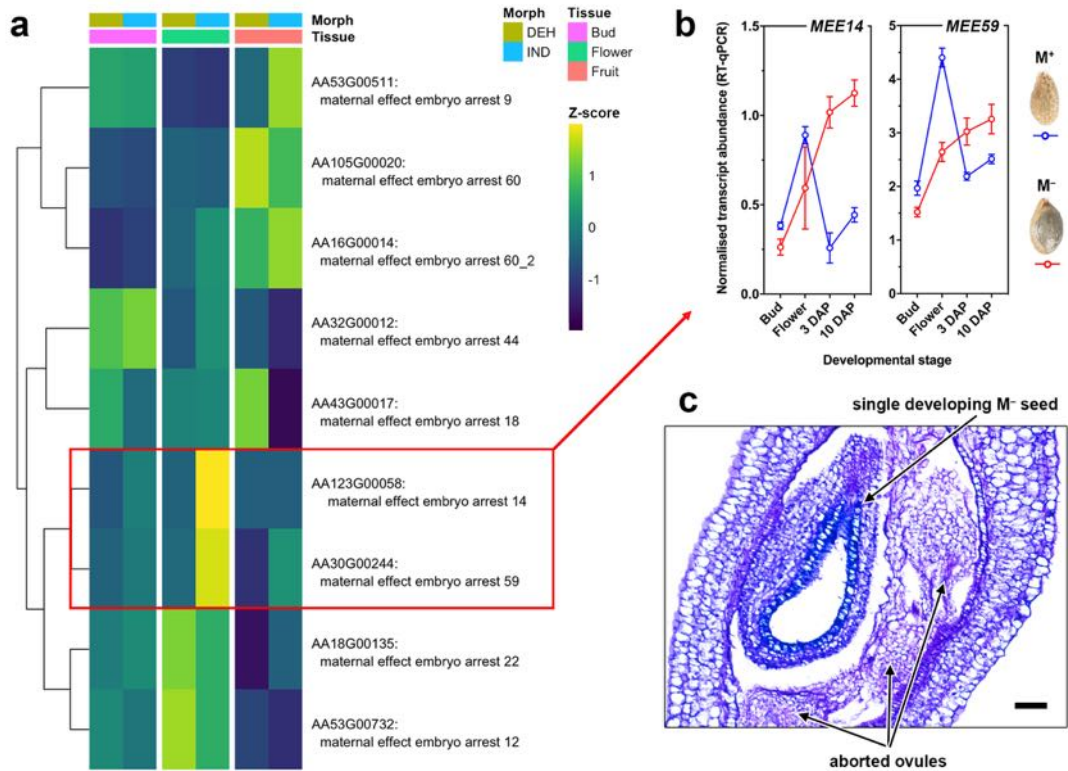 a
Morph
Tissue
Morph
DEH
IND
Tissue
Bud
Flower
Fruit
Z-score
1
0
-1
AA53G00511:
maternal effect embryo arrest 9
AA105G00020:
maternal effect embryo arrest 60
AA16G00014:
maternal effect embryo arrest 60_2
AA32G00012:
maternal effect embryo arrest 44
AA43G00017:
maternal effect embryo arrest 18
AA123G00058:
maternal effect embryo arrest 14
AA30G00244:
maternal effect embryo arrest 59
AA18G00135:
maternal effect embryo arrest 22
AA53G00732:
maternal effect embryo arrest 12
b
MEE14
MEE59
Normalised transcript abundance (RT-qPCR)
1.5
1.0
0.5
0.0
5
4
3
2
1
0
Bud
Flower
3 DAP
10 DAP
Bud
Flower
3 DAP
10 DAP
Developmental stage
M⁺
M⁻
c
single developing M⁻ seed
aborted ovules